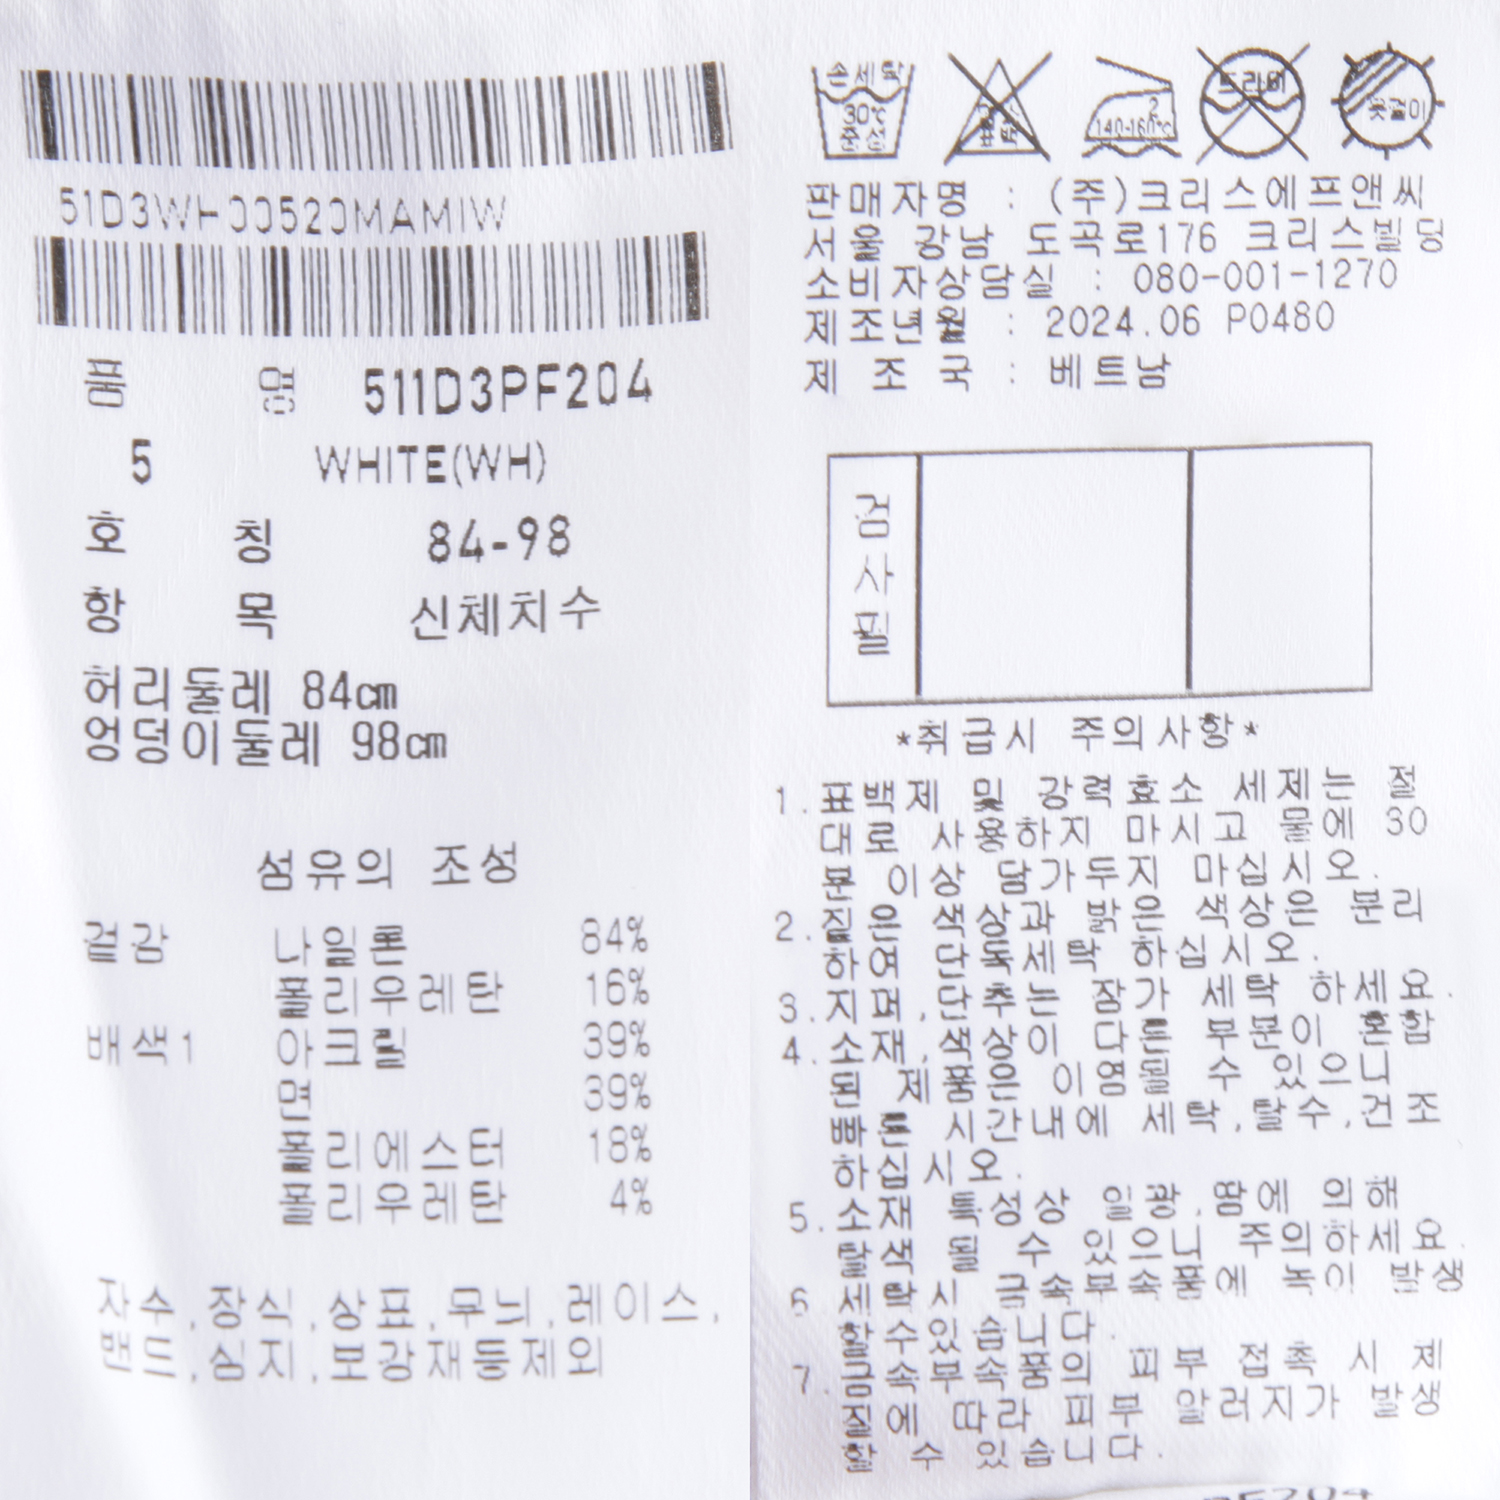 51D3WH00520MAMIW
품 명 511D3PF204
5 WHITE(WH)
호 칭 84-98
항 목 신체치수
허리둘레 84cm
엉덩이둘레 98cm
섬유의 조성
겉감 나일론 84%
폴리우레탄 16%
배색1 아크릴 39%
면 39%
폴리에스터 18%
폴리우레탄 4%
자수,장식,상표,무늬,레이스,
밴드,심지,보강재등제외
손세탁
30℃
중성
2
140-160℃
드라이
옷걸이
판매자명 : (주)크리스에프앤씨
서울 강남 도곡로176 크리스빌딩
소비자상담실 : 080-001-1270
제조년월 : 2024.06 P0480
제 조 국 : 베트남
검
사
필
*취급시 주의사항*
1.표백제 및 강력효소 세제는 절
대로 사용하지 마시고 물에 30
분 이상 담가두지 마십시오.
2.짙은 색상과 밝은 색상은 분리
하여 단독세탁 하십시오.
3.지퍼,단추는 잠가 세탁 하세요.
4.소재,색상이 다른 부분이 혼합
된 제품은 이염될 수 있으니
빠른 시간내에 세탁,탈수,건조
하십시오.
5.소재 특성상 일광,땀에 의해
탈색 될 수 있으니 주의하세요.
6 세탁시 금속부속품에 녹이 발생
할수있습니다.
7.금속부속품의 피부 접촉 시 체
질에 따라 피부 알러지가 발생
할 수 있습니다.